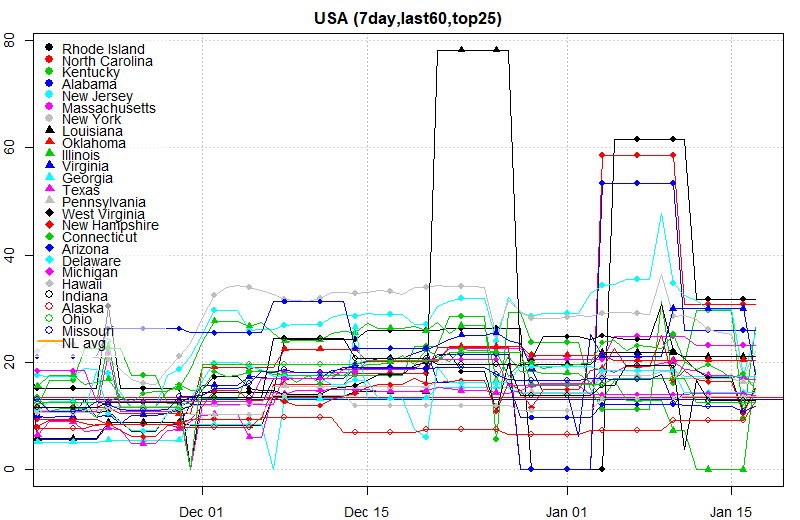 USA (7day,last60,top25)
80
60
40
20
0
Rhode Island
North Carolina
Kentucky
Alabama
New Jersey
Massachusetts
New York
Louisiana
Oklahoma
Illinois
Virginia
Georgia
Texas
Pennsylvania
West Virginia
New Hampshire
Connecticut
Arizona
Delaware
Michigan
Hawaii
Indiana
Alaska
Ohio
Missouri
NL avg
Dec 01
Dec 15
Jan 01
Jan 15